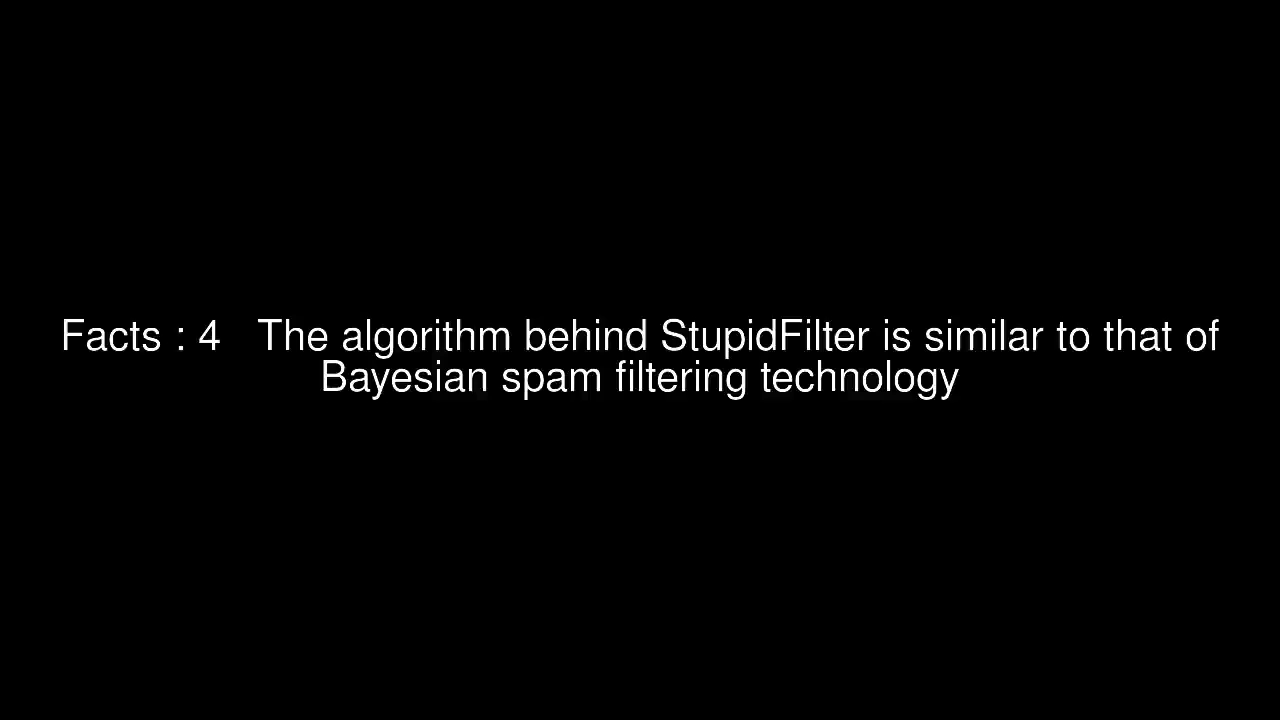 Facts : 4   The algorithm behind StupidFilter is similar to that of
Bayesian spam filtering technology